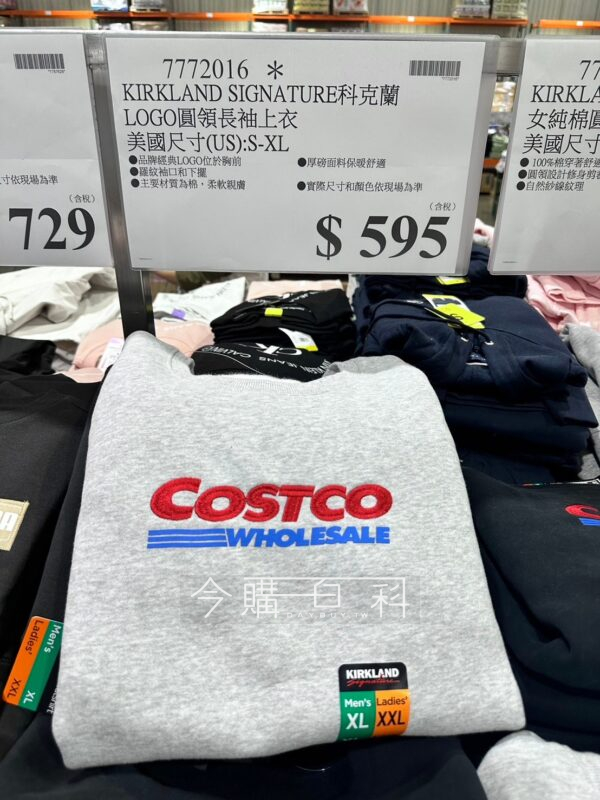 7772016 *
KIRKLAND SIGNATURE科克蘭
LOGO圓領長袖上衣
美國尺寸(US):S-XL
●品牌經典LOGO位於胸前
●羅紋袖口和下擺
●主要材質為棉，柔軟親膚
●厚磅面料保暖舒適
●實際尺寸和顏色依現場為準
(含稅)
$ 595
寸依現場為準
(含稅)
729
77
KIRKLA
女純棉圓
美國尺寸
●100%棉穿著舒適
●圓領設計修身剪
●自然紗線紋理
CK
JEANS CALVIN
COSTCO
WHOLESALE
今購百科
KIRKLAND
Signature
Men's
XL
Ladies'
XXL
Men's
XL
Ladies'
XXL